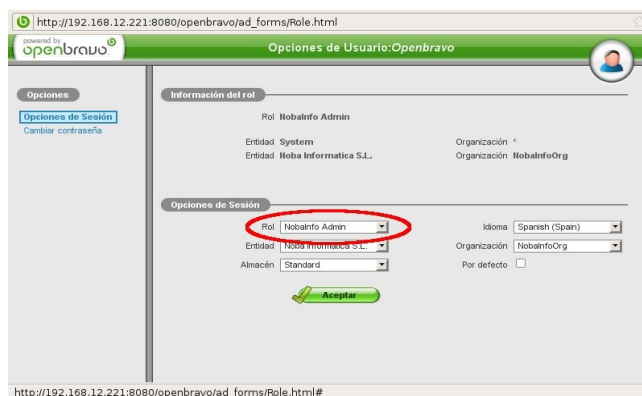 http://192.168.12.221:8080/openbravo/ad_forms/Role.html
powered by
openbravo
Opciones de Usuario:Openbravo
Opciones
Opciones de Sesión
Cambiar contraseña
Información del rol
Rol NobaInfo Admin
Entidad System Organización *
Entidad Noba Informatica S.L. Organización NobaInfoOrg
Opciones de Sesión
Rol NobaInfo Admin Idioma Spanish (Spain)
Entidad Noba Informatica S.L. Organización NobaInfoOrg
Almacén Standard Por defecto
Aceptar
http://192.168.12.221:8080/openbravo/ad_forms/Role.html#